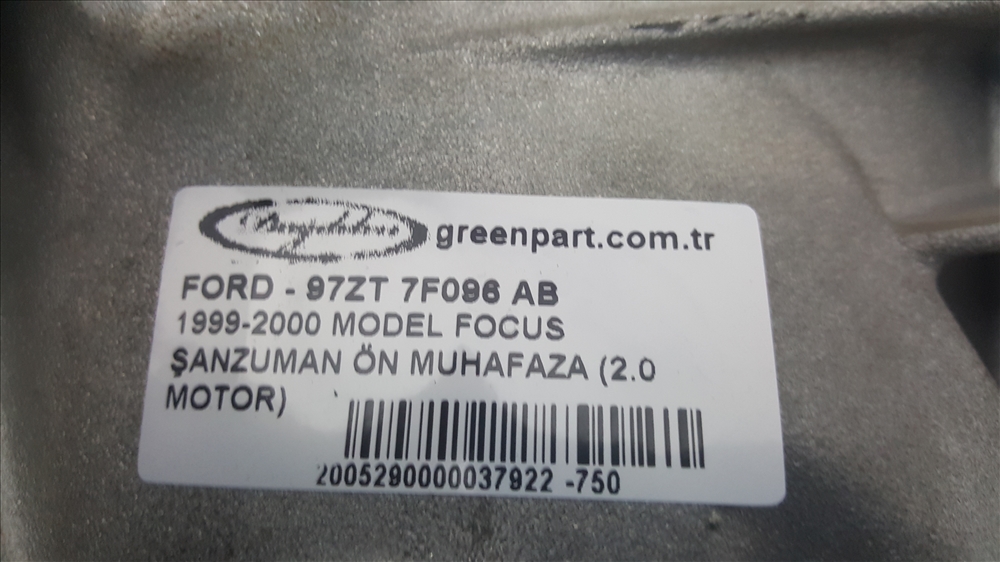 greenpart.com.tr
FORD - 97ZT 7F096 AB
1999-2000 MODEL FOCUS
ŞANZUMAN ÖN MUHAFAZA (2.0
MOTOR)
2005290000037922 -750